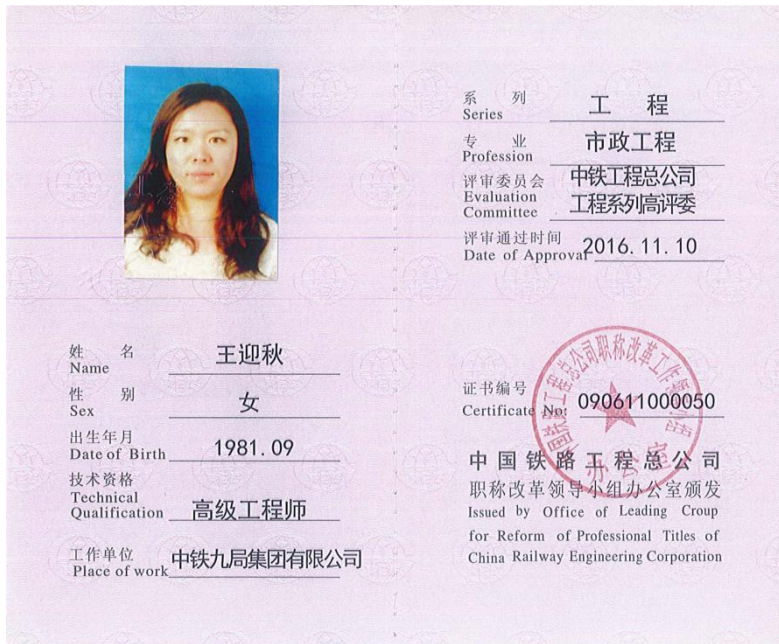 姓 名 王迎秋
Name
性 别 女
Sex
出生年月 1981.09
Date of Birth
技术资格
Technical
Qualification 高级工程师
工作单位 中铁九局集团有限公司
Place of work
系 列 工 程
Series
专 业 市政工程
Profession
评审委员会 中铁工程总公司
Evaluation
Committee 工程系列高评委
评审通过时间 2016.11.10
Date of Approval
证书编号
Certificate No: 090611000050
中国铁路工程总公司
职称改革领导小组办公室颁发
Issued by Office of Leading Croup
for Reform of Professional Titles of
China Railway Engineering Corporation
办公室